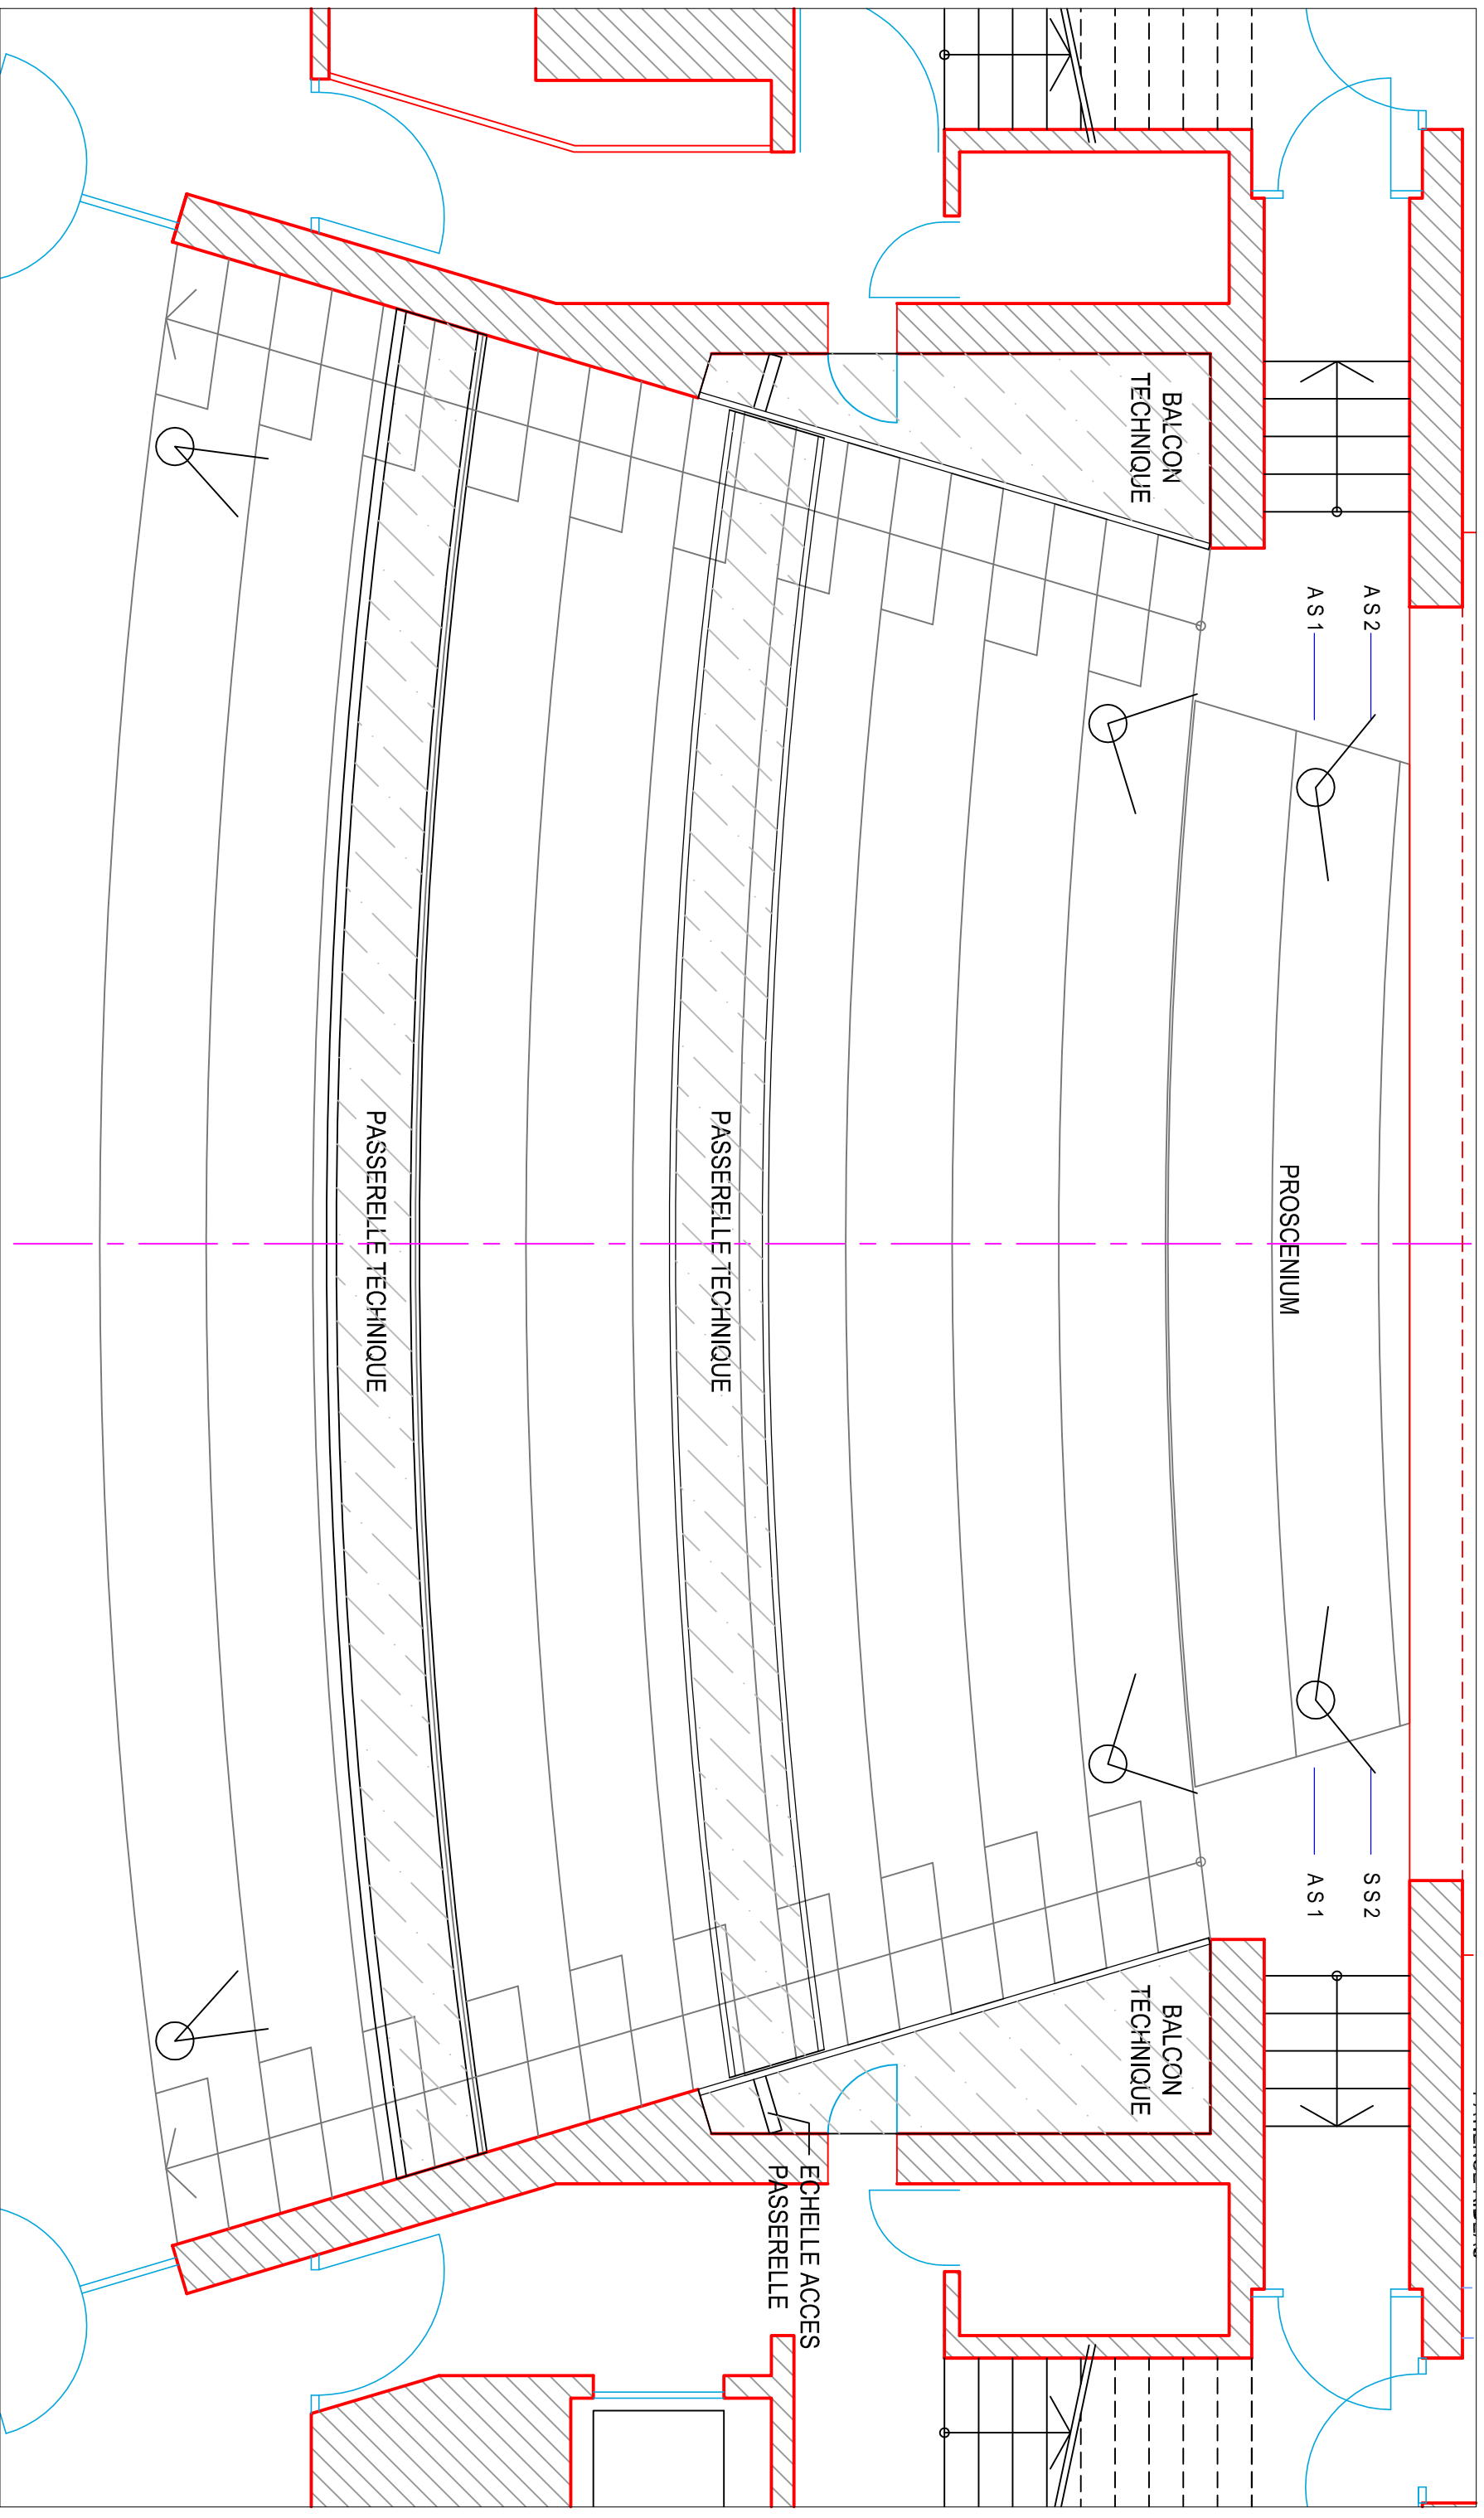 BALCON
TECHNIQUE
AS2
AS1
PROSCENIUM
PASSERELLE TECHNIQUE
PASSERELLE TECHNIQUE
SS2
AS1
BALCON
TECHNIQUE
ECHELLE ACCES
PASSERELLE